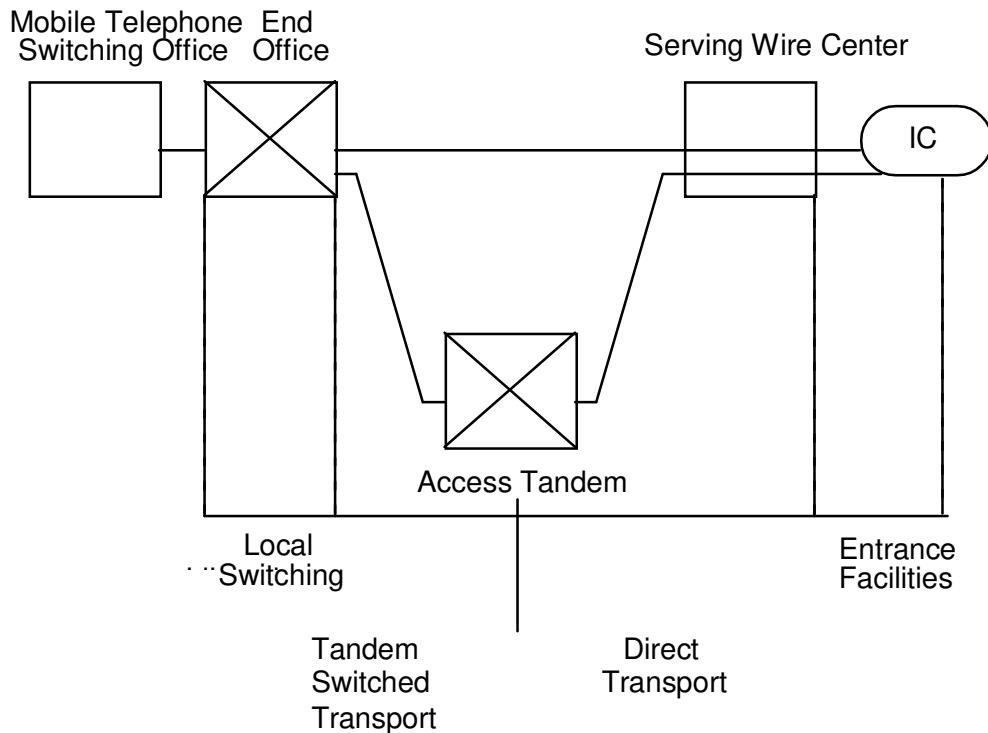 Mobile Telephone
Switching Office
End
Office
Serving Wire Center
IC
Access Tandem
Local
Switching
Entrance
Facilities
Tandem
Switched
Transport
Direct
Transport